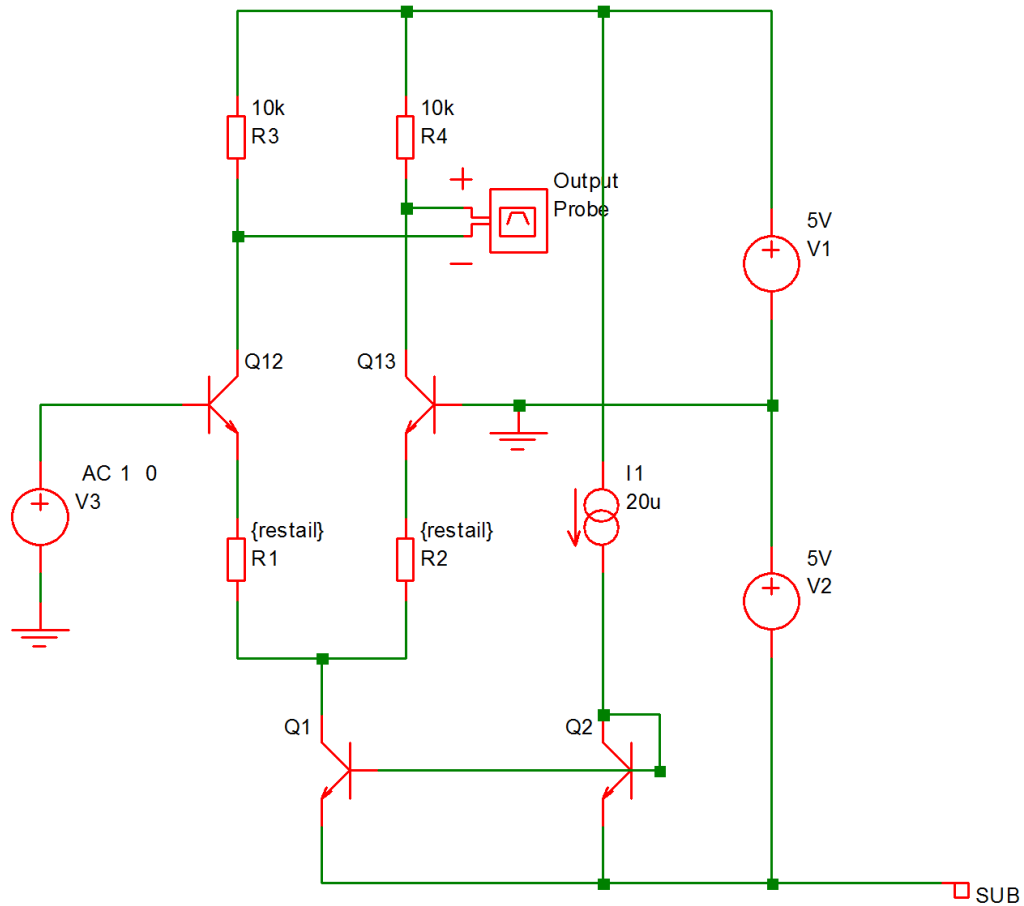 10k
R3
10k
R4
+
Output
Probe
–
5V
V1
Q12
Q13
AC 1 0
V3
I1
20u
{restail}
R1
{restail}
R2
5V
V2
Q1
Q2
SUB